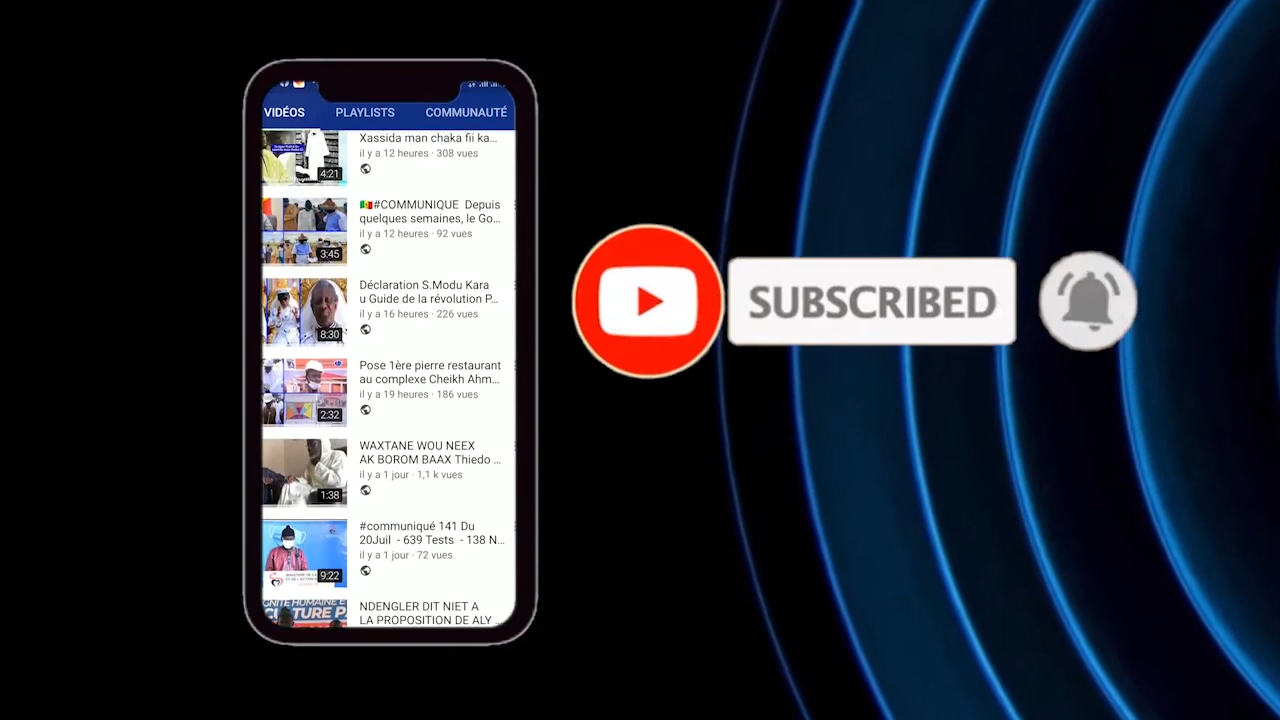 VIDÉOS PLAYLISTS COMMUNAUTÉ
Xassida man chaka fii ka...
il y a 12 heures · 308 vues
4:21
#COMMUNIQUE Depuis
quelques semaines, le Go...
il y a 12 heures · 92 vues
3:45
Déclaration S.Modu Kara
u Guide de la révolution P...
il y a 16 heures · 226 vues
8:30
Pose 1ère pierre restaurant
au complexe Cheikh Ahm...
il y a 19 heures · 186 vues
2:32
WAXTANE WOU NEEX
AK BOROM BAAX Thiedo ...
il y a 1 jour · 1,1 k vues
1:38
#communiqué 141 Du
20Juil - 639 Tests - 138 N...
il y a 1 jour · 72 vues
9:22
NDENGLER DIT NIET A
LA PROPOSITION DE ALY ...
SUBSCRIBED